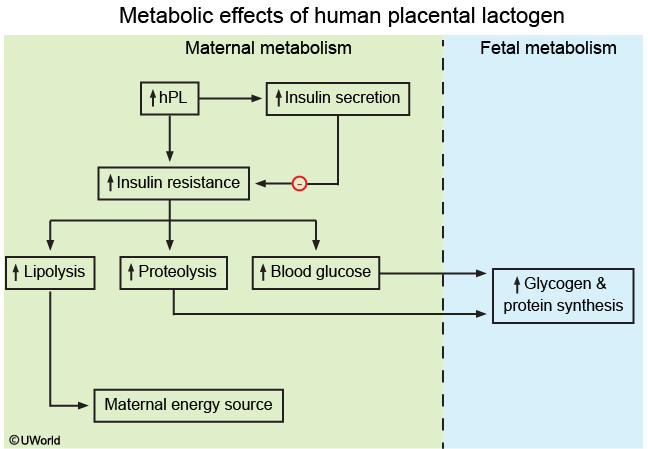 Metabolic effects of human placental lactogen
Maternal metabolism
Fetal metabolism
↑hPL
↑Insulin secretion
↑Insulin resistance
-
↑Lipolysis
↑Proteolysis
↑Blood glucose
↑Glycogen &
protein synthesis
Maternal energy source
©UWorld